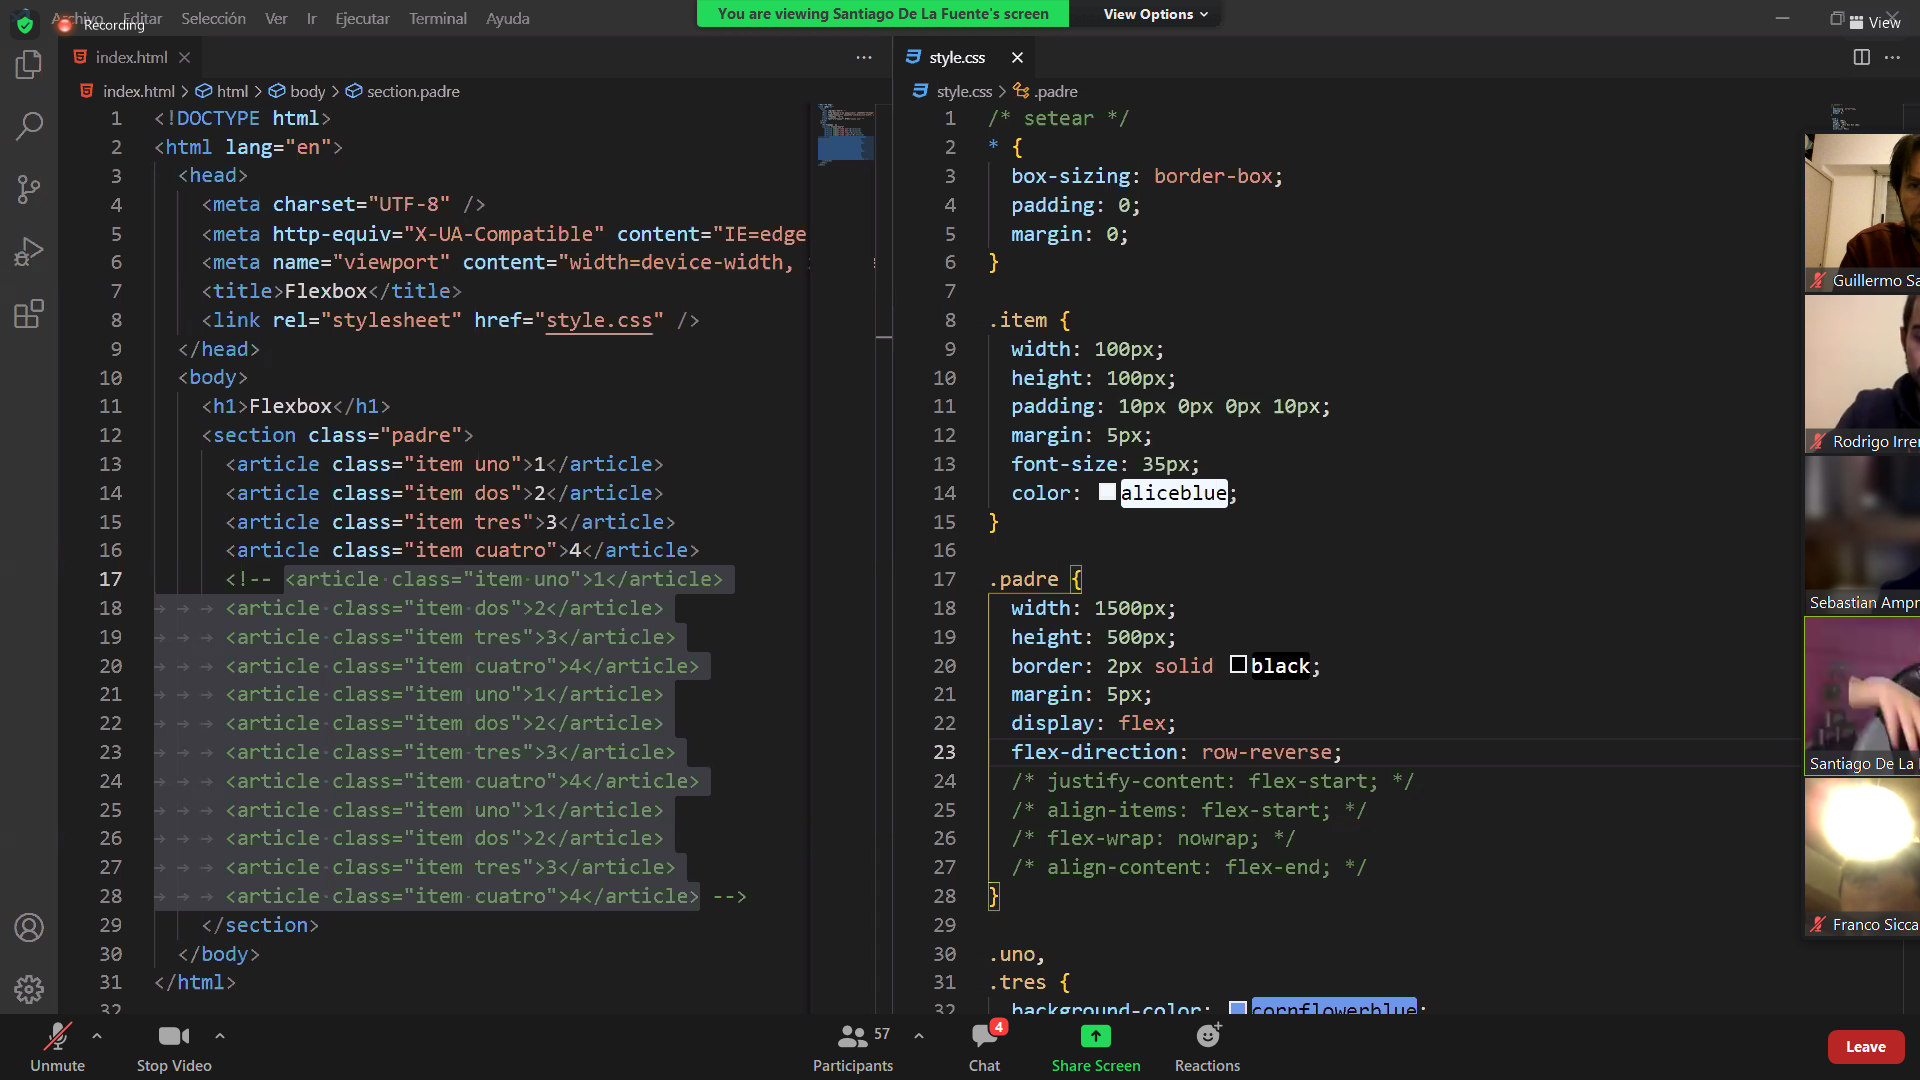 Archivo Editar Selección Ver Ir Ejecutar Terminal Ayuda
Recording
You are viewing Santiago De La Fuente's screen
View Options
View
index.html
index.html > html > body > section.padre
1 <!DOCTYPE html>
2 <html lang="en">
3 <head>
4 <meta charset="UTF-8" />
5 <meta http-equiv="X-UA-Compatible" content="IE=edge
6 <meta name="viewport" content="width=device-width,
7 <title>Flexbox</title>
8 <link rel="stylesheet" href="style.css" />
9 </head>
10 <body>
11 <h1>Flexbox</h1>
12 <section class="padre">
13 <article class="item uno">1</article>
14 <article class="item dos">2</article>
15 <article class="item tres">3</article>
16 <article class="item cuatro">4</article>
17 <!-- <article class="item uno">1</article>
18 <article class="item dos">2</article>
19 <article class="item tres">3</article>
20 <article class="item cuatro">4</article>
21 <article class="item uno">1</article>
22 <article class="item dos">2</article>
23 <article class="item tres">3</article>
24 <article class="item cuatro">4</article>
25 <article class="item uno">1</article>
26 <article class="item dos">2</article>
27 <article class="item tres">3</article>
28 <article class="item cuatro">4</article> -->
29 </section>
30 </body>
31 </html>
32
style.css
style.css > .padre
1 /* setear */
2 * {
3 box-sizing: border-box;
4 padding: 0;
5 margin: 0;
6 }
7
8 .item {
9 width: 100px;
10 height: 100px;
11 padding: 10px 0px 0px 10px;
12 margin: 5px;
13 font-size: 35px;
14 color: aliceblue;
15 }
16
17 .padre {
18 width: 1500px;
19 height: 500px;
20 border: 2px solid black;
21 margin: 5px;
22 display: flex;
23 flex-direction: row-reverse;
24 /* justify-content: flex-start; */
25 /* align-items: flex-start; */
26 /* flex-wrap: nowrap; */
27 /* align-content: flex-end; */
28 }
29
30 .uno,
31 .tres {
32 background-color: cornflowerblue;
Guillermo Sa
Rodrigo Irre
Sebastian Ampr
Santiago De La
Franco Sicca
Unmute
Stop Video
57
Participants
4
Chat
Share Screen
Reactions
Leave